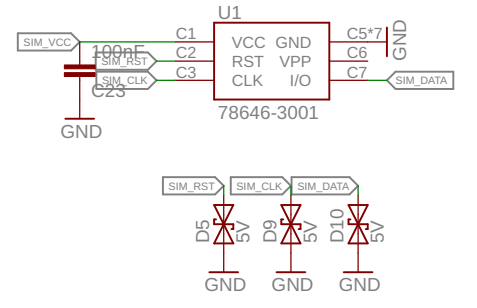 U1
C1
VCC GND
C5*7
GND
SIM_VCC
100nF
SIM_RST
C2
RST VPP
C6
SIM_CLK
C3
CLK I/O
C7
SIM_DATA
C23
GND
78646-3001
SIM_RST
SIM_CLK
SIM_DATA
D5
5V
D9
5V
D10
5V
GND
GND
GND